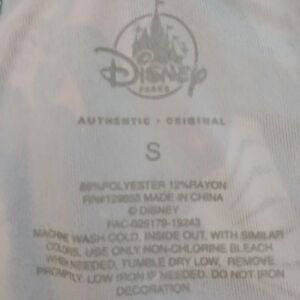 Disney
PARKS
AUTHENTIC • ORIGINAL
S
88%POLYESTER 12%RAYON
RN#129655 MADE IN CHINA
© DISNEY
FAC-025179-19243
MACHINE WASH COLD, INSIDE OUT, WITH SIMILAR
COLORS, USE ONLY NON-CHLORINE BLEACH
WHEN NEEDED, TUMBLE DRY LOW, REMOVE
PROMPTLY. LOW IRON IF NEEDED. DO NOT IRON
DECORATION.